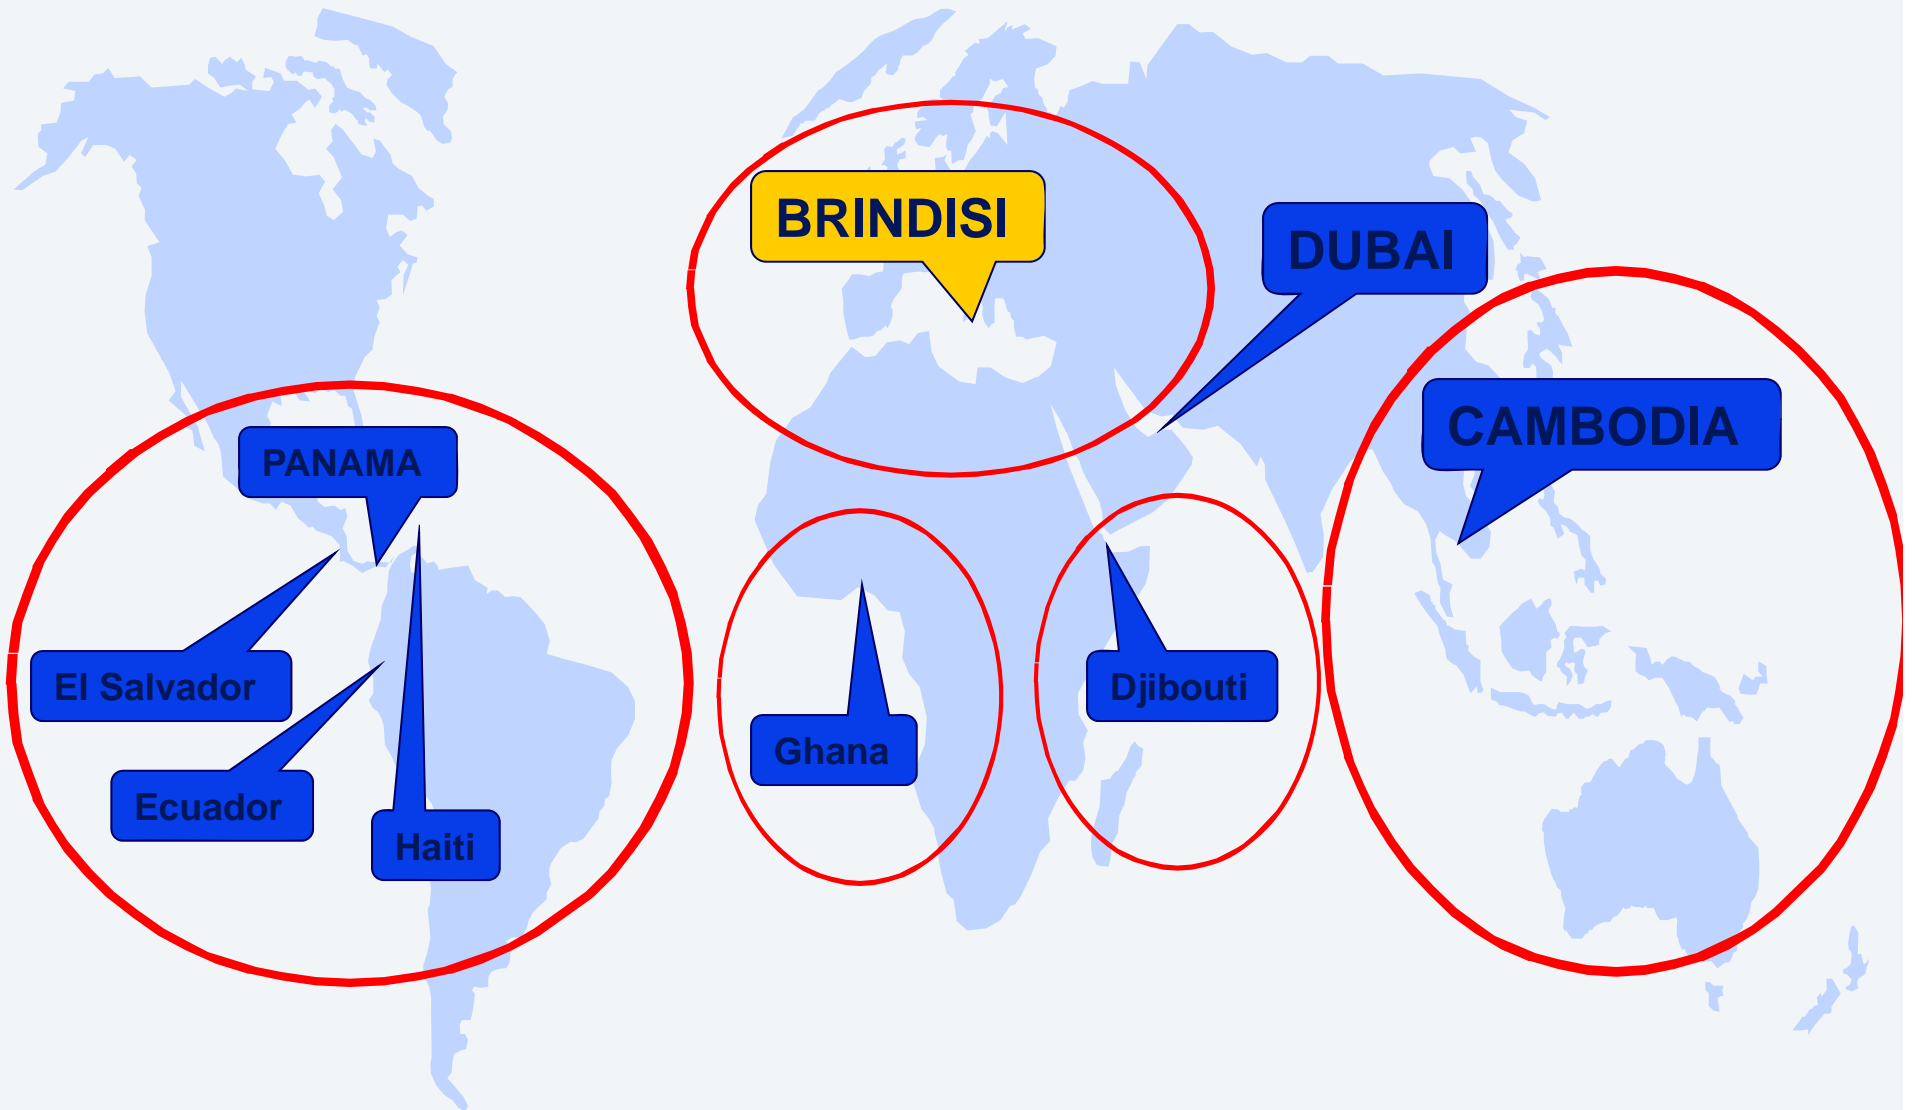 BRINDISI
DUBAI
CAMBODIA
PANAMA
El Salvador
Djibouti
Ghana
Ecuador
Haiti